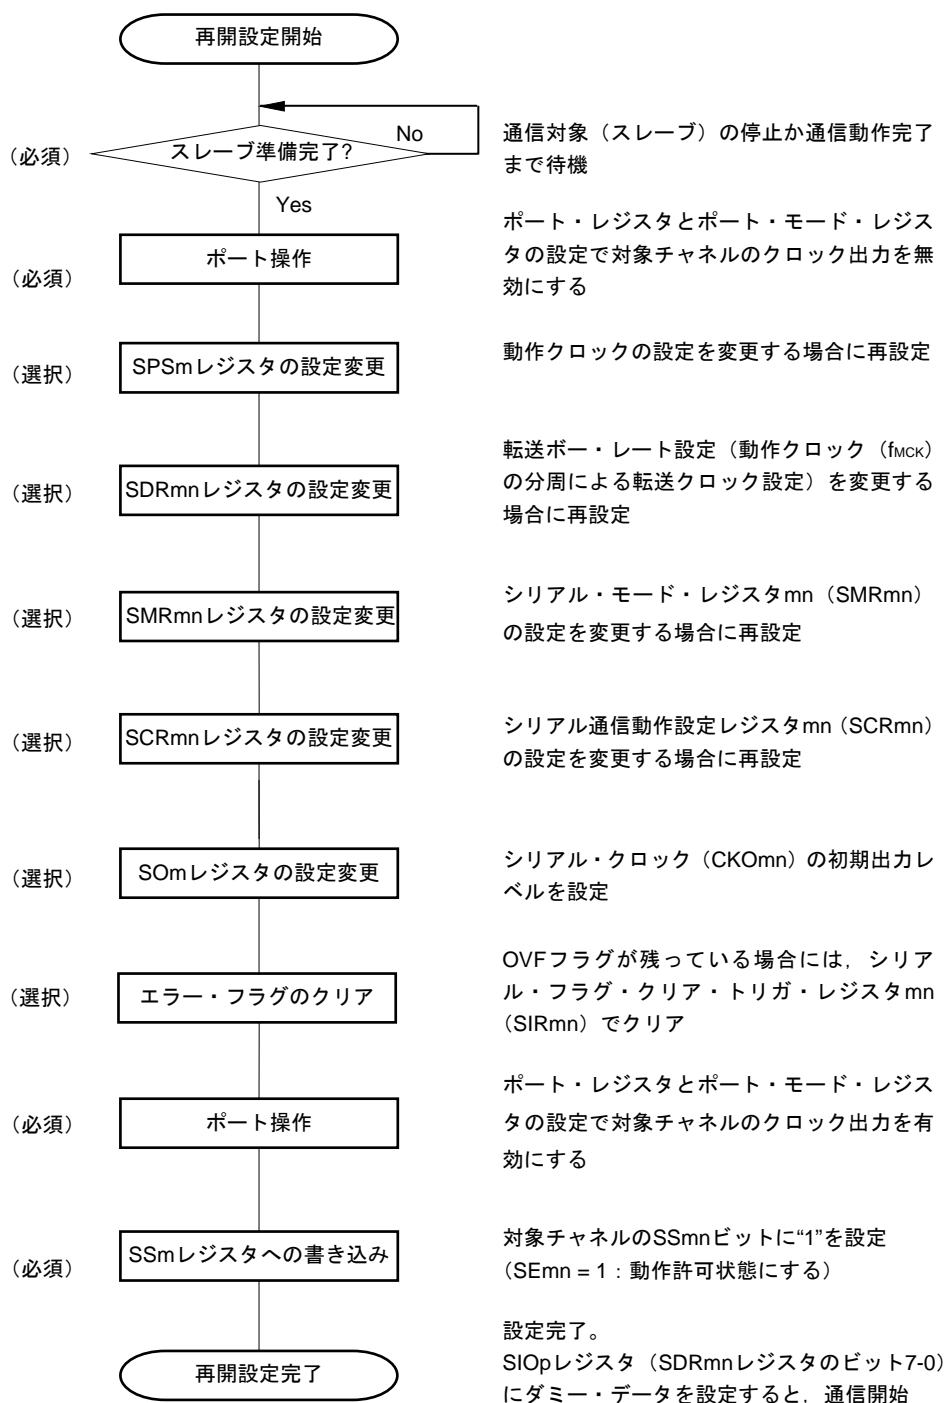 再開設定開始
No
通信対象（スレーブ）の停止か通信動作完了
まで待機
（必須）
スレーブ準備完了?
Yes
ポート・レジスタとポート・モード・レジス
タの設定で対象チャネルのクロック出力を無
効にする
（必須）
ポート操作
（選択）
SPSmレジスタの設定変更
動作クロックの設定を変更する場合に再設定
（選択）
SDRmnレジスタの設定変更
転送ボー・レート設定（動作クロック（fMCK）
の分周による転送クロック設定）を変更する
場合に再設定
（選択）
SMRmnレジスタの設定変更
シリアル・モード・レジスタmn（SMRmn）
の設定を変更する場合に再設定
（選択）
SCRmnレジスタの設定変更
シリアル通信動作設定レジスタmn（SCRmn）
の設定を変更する場合に再設定
（選択）
SOmレジスタの設定変更
シリアル・クロック（CKOmn）の初期出力レ
ベルを設定
（選択）
エラー・フラグのクリア
OVFフラグが残っている場合には，シリア
ル・フラグ・クリア・トリガ・レジスタmn
（SIRmn）でクリア
（必須）
ポート操作
ポート・レジスタとポート・モード・レジス
タの設定で対象チャネルのクロック出力を有
効にする
（必須）
SSmレジスタへの書き込み
対象チャネルのSSmnビットに“1”を設定
（SEmn = 1：動作許可状態にする）
再開設定完了
設定完了。
SIOpレジスタ（SDRmnレジスタのビット7-0）
にダミー・データを設定すると，通信開始